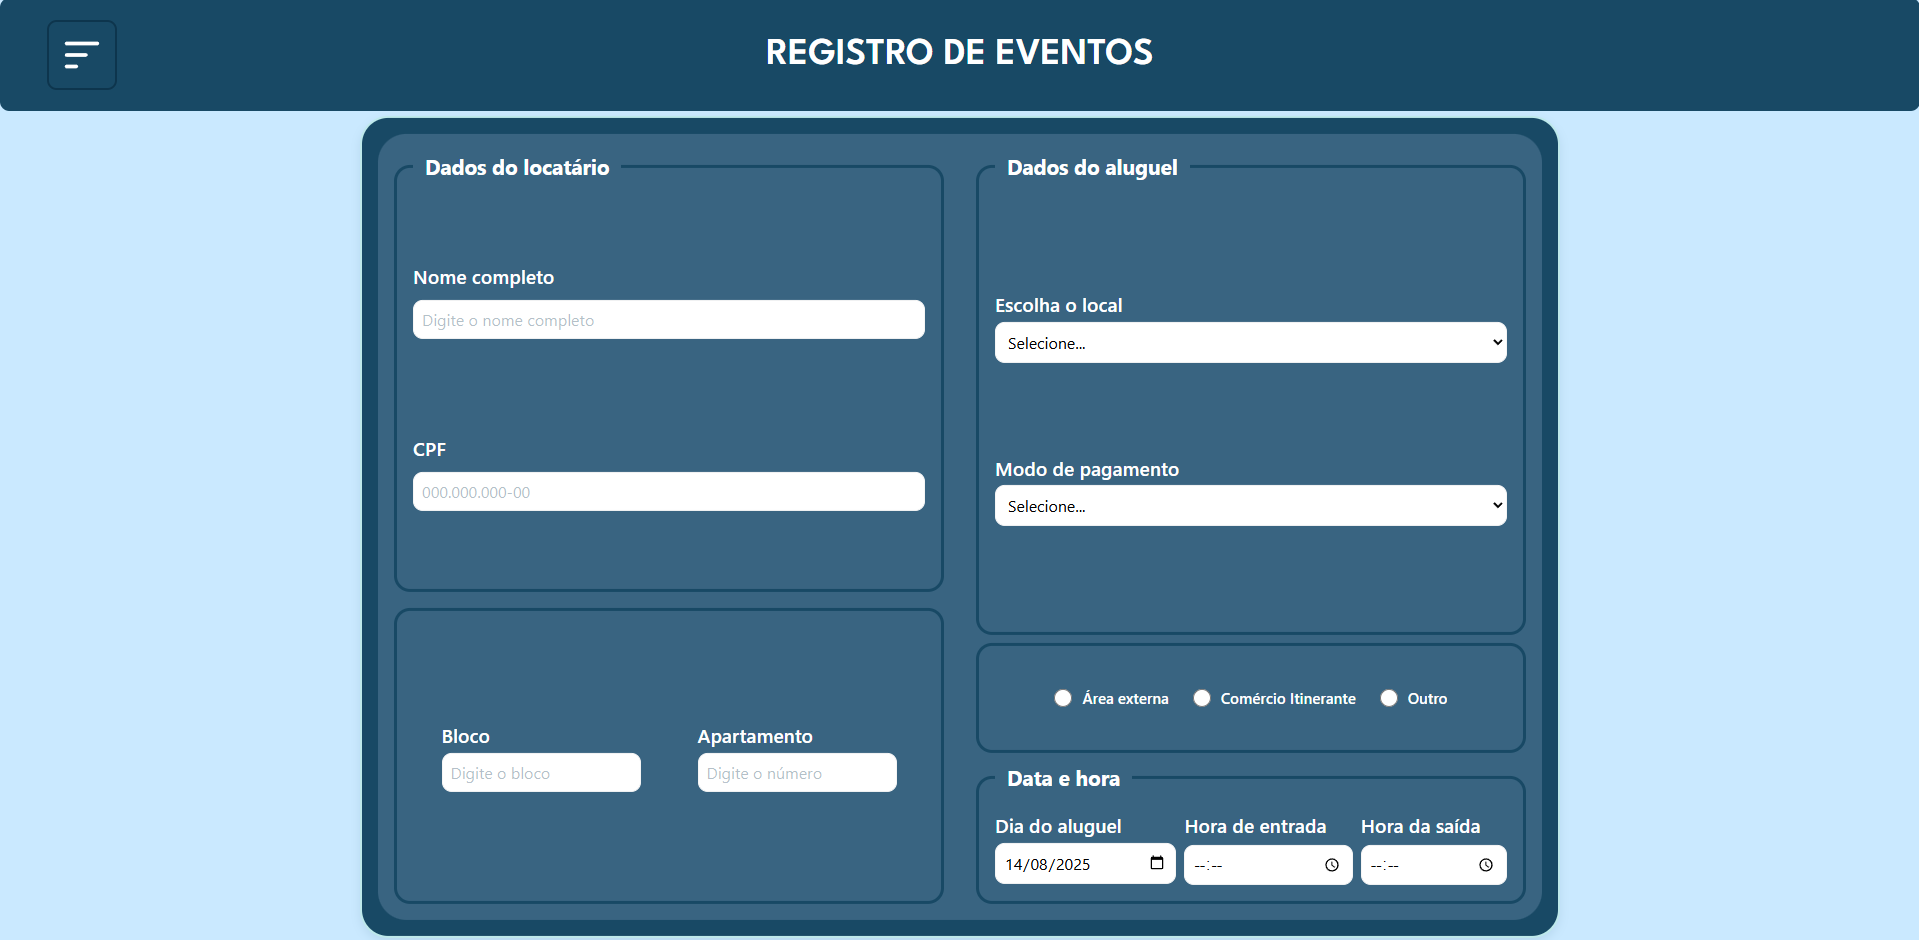 REGISTRO DE EVENTOS
Dados do locatário
Nome completo
Digite o nome completo
CPF
000.000.000-00
Bloco
Digite o bloco
Apartamento
Digite o número
Dados do aluguel
Escolha o local
Selecione...
Modo de pagamento
Selecione...
Área externa Comércio Itinerante Outro
Data e hora
Dia do aluguel
14/08/2025
Hora de entrada
--:--
Hora da saída
--:--